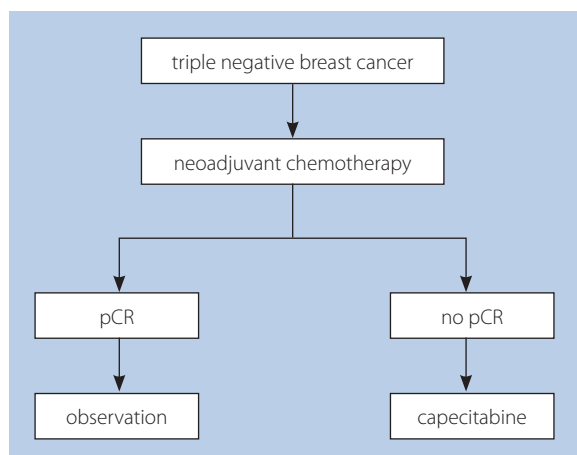 triple negative breast cancer
neoadjuvant chemotherapy
pCR
no pCR
observation
capecitabine